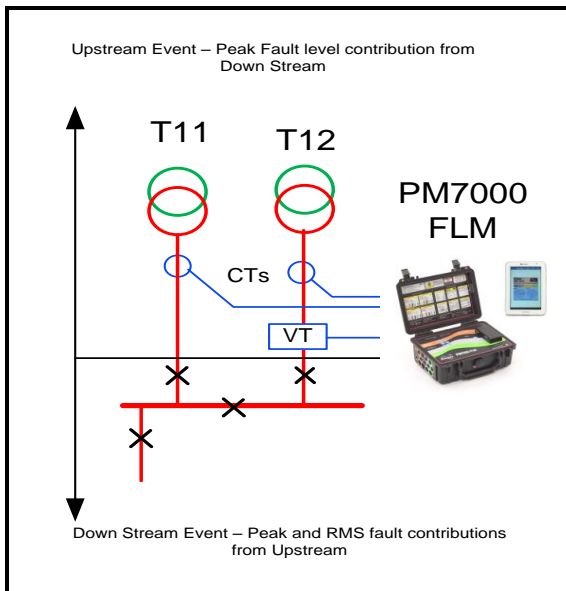 Upstream Event – Peak Fault level contribution from
Down Stream
T11
T12
PM7000
FLM
CTs
VT
Down Stream Event – Peak and RMS fault contributions
from Upstream